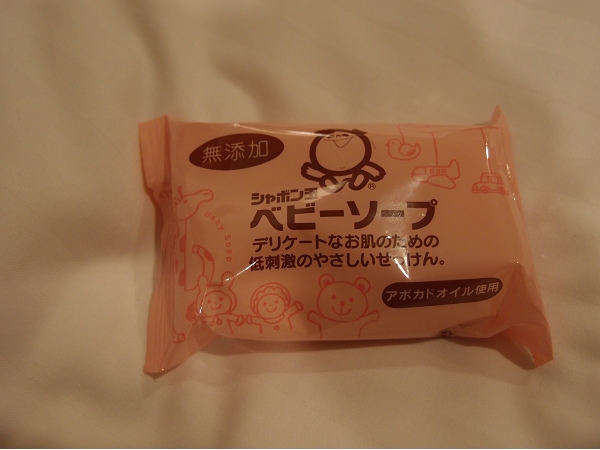 無添加
®
シャボン玉
ベビーソープ
デリケートなお肌のための
低刺激のやさしいせっけん。
BABY SOAP
アボカドオイル使用